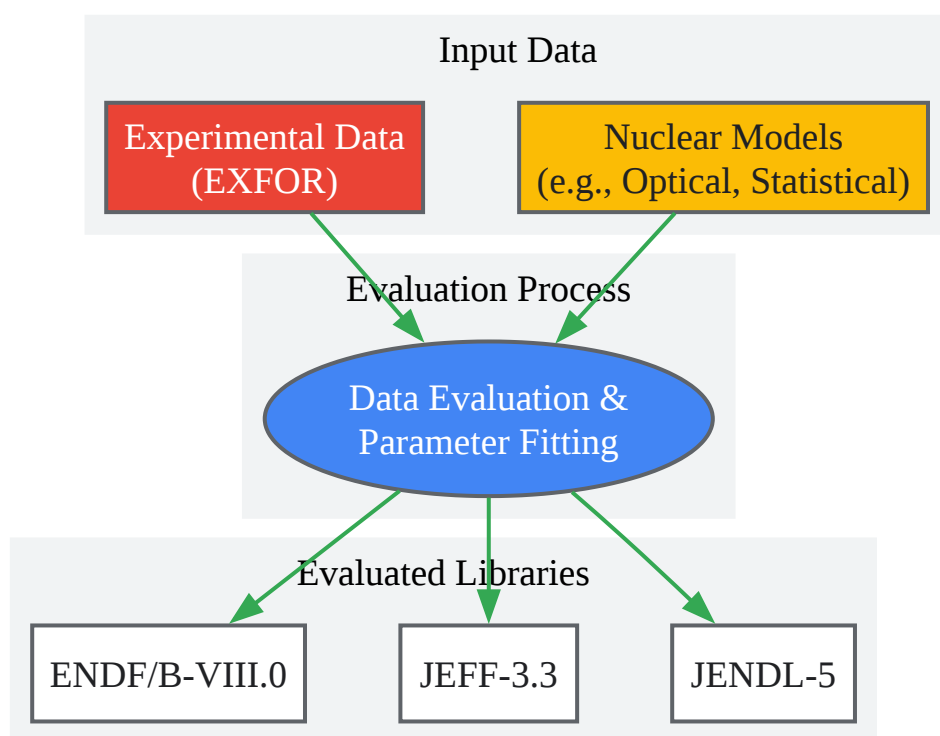 Input Data
Experimental Data
(EXFOR)
Nuclear Models
(e.g., Optical, Statistical)
Evaluation Process
Data Evaluation &
Parameter Fitting
Evaluated Libraries
ENDF/B-VIII.0
JEFF-3.3
JENDL-5